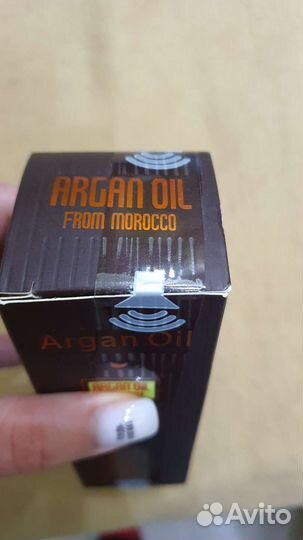 ARGAN OIL
FROM MOROCCO
Argan Oil
ARGAN OIL
Avito